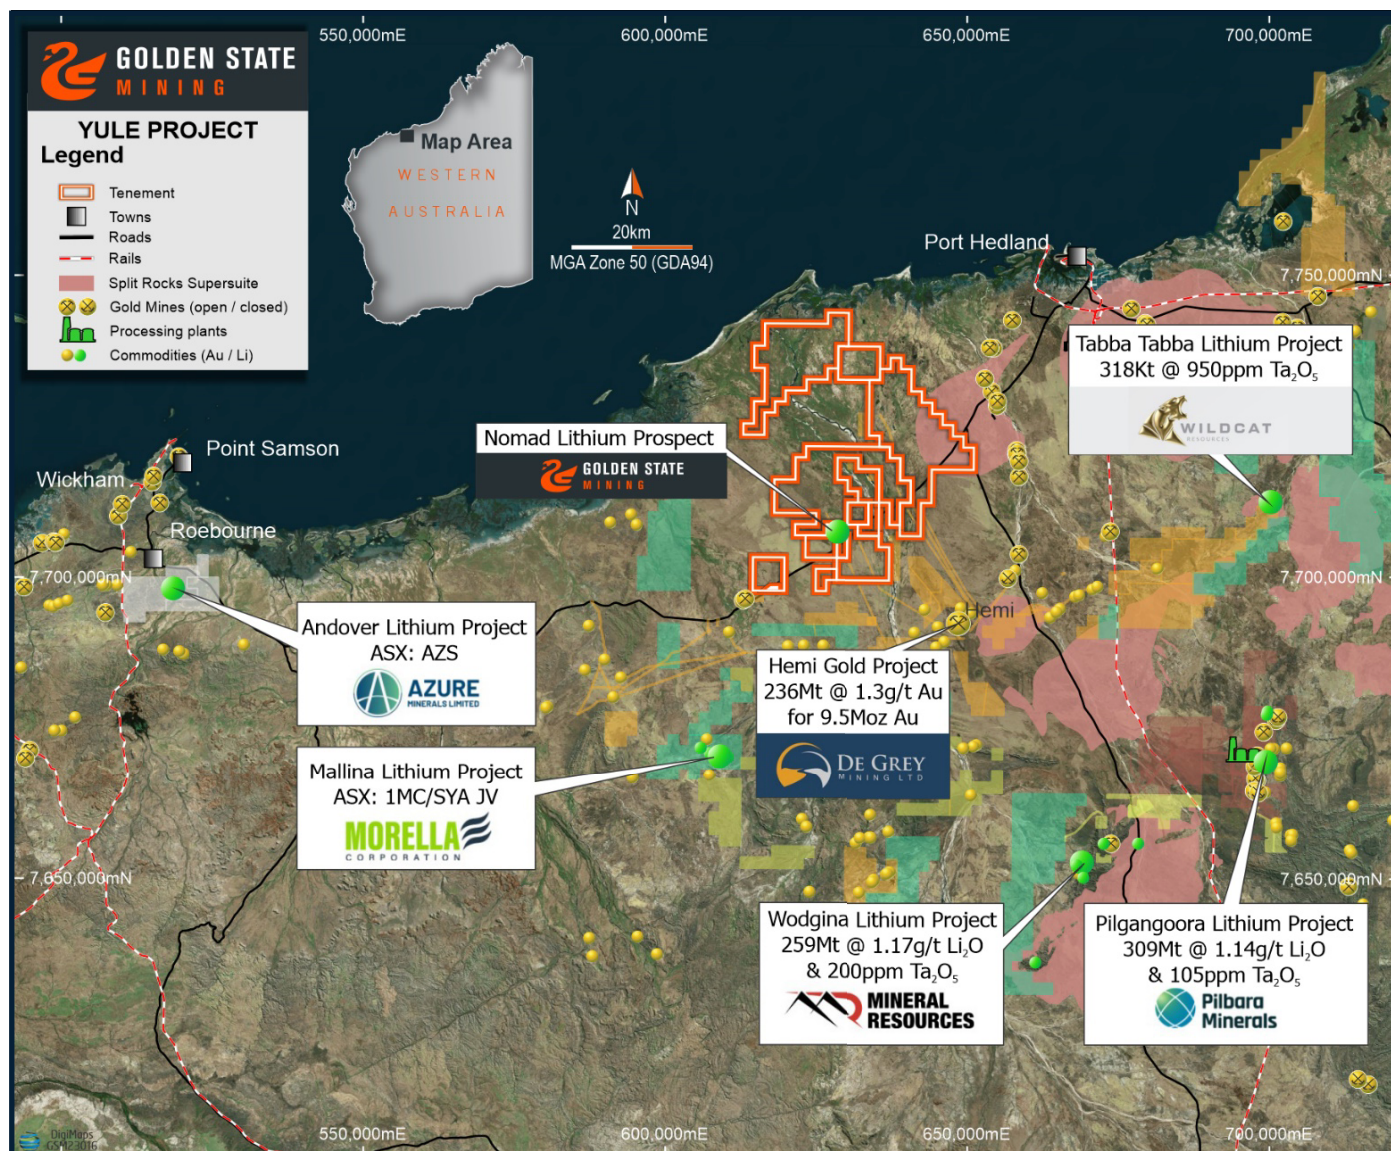 550,000mE
600,000mE
650,000mE
700,000mE
GOLDEN STATE
MINING
YULE PROJECT
Legend
Tenement
Towns
Roads
Rails
Split Rocks Supersuite
Gold Mines (open / closed)
Processing plants
Commodities (Au / Li)
Map Area
WESTERN
AUSTRALIA
N
20km
MGA Zone 50 (GDA94)
Port Hedland
7,750,000mN
Tabba Tabba Lithium Project
318Kt @ 950ppm Ta₂O₅
WILDCAT
RESOURCES
Nomad Lithium Prospect
GOLDEN STATE
MINING
Point Samson
Wickham
Roebourne
7,700,000mN
7,700,000mN
Andover Lithium Project
ASX: AZS
AZURE
MINERALS LIMITED
Hemi
Hemi Gold Project
236Mt @ 1.3g/t Au
for 9.5Moz Au
DE GREY
MINING LTD
Mallina Lithium Project
ASX: 1MC/SYA JV
MORELLA
CORPORATION
7,650,000mN
7,650,000mN
Wodgina Lithium Project
259Mt @ 1.17g/t Li₂O
& 200ppm Ta₂O₅
MINERAL
RESOURCES
Pilgangoora Lithium Project
309Mt @ 1.14g/t Li₂O
& 105ppm Ta₂O₅
Pilbara
Minerals
DigiMaps
GSM23016
550,000mE
600,000mE
650,000mE
700,000mE